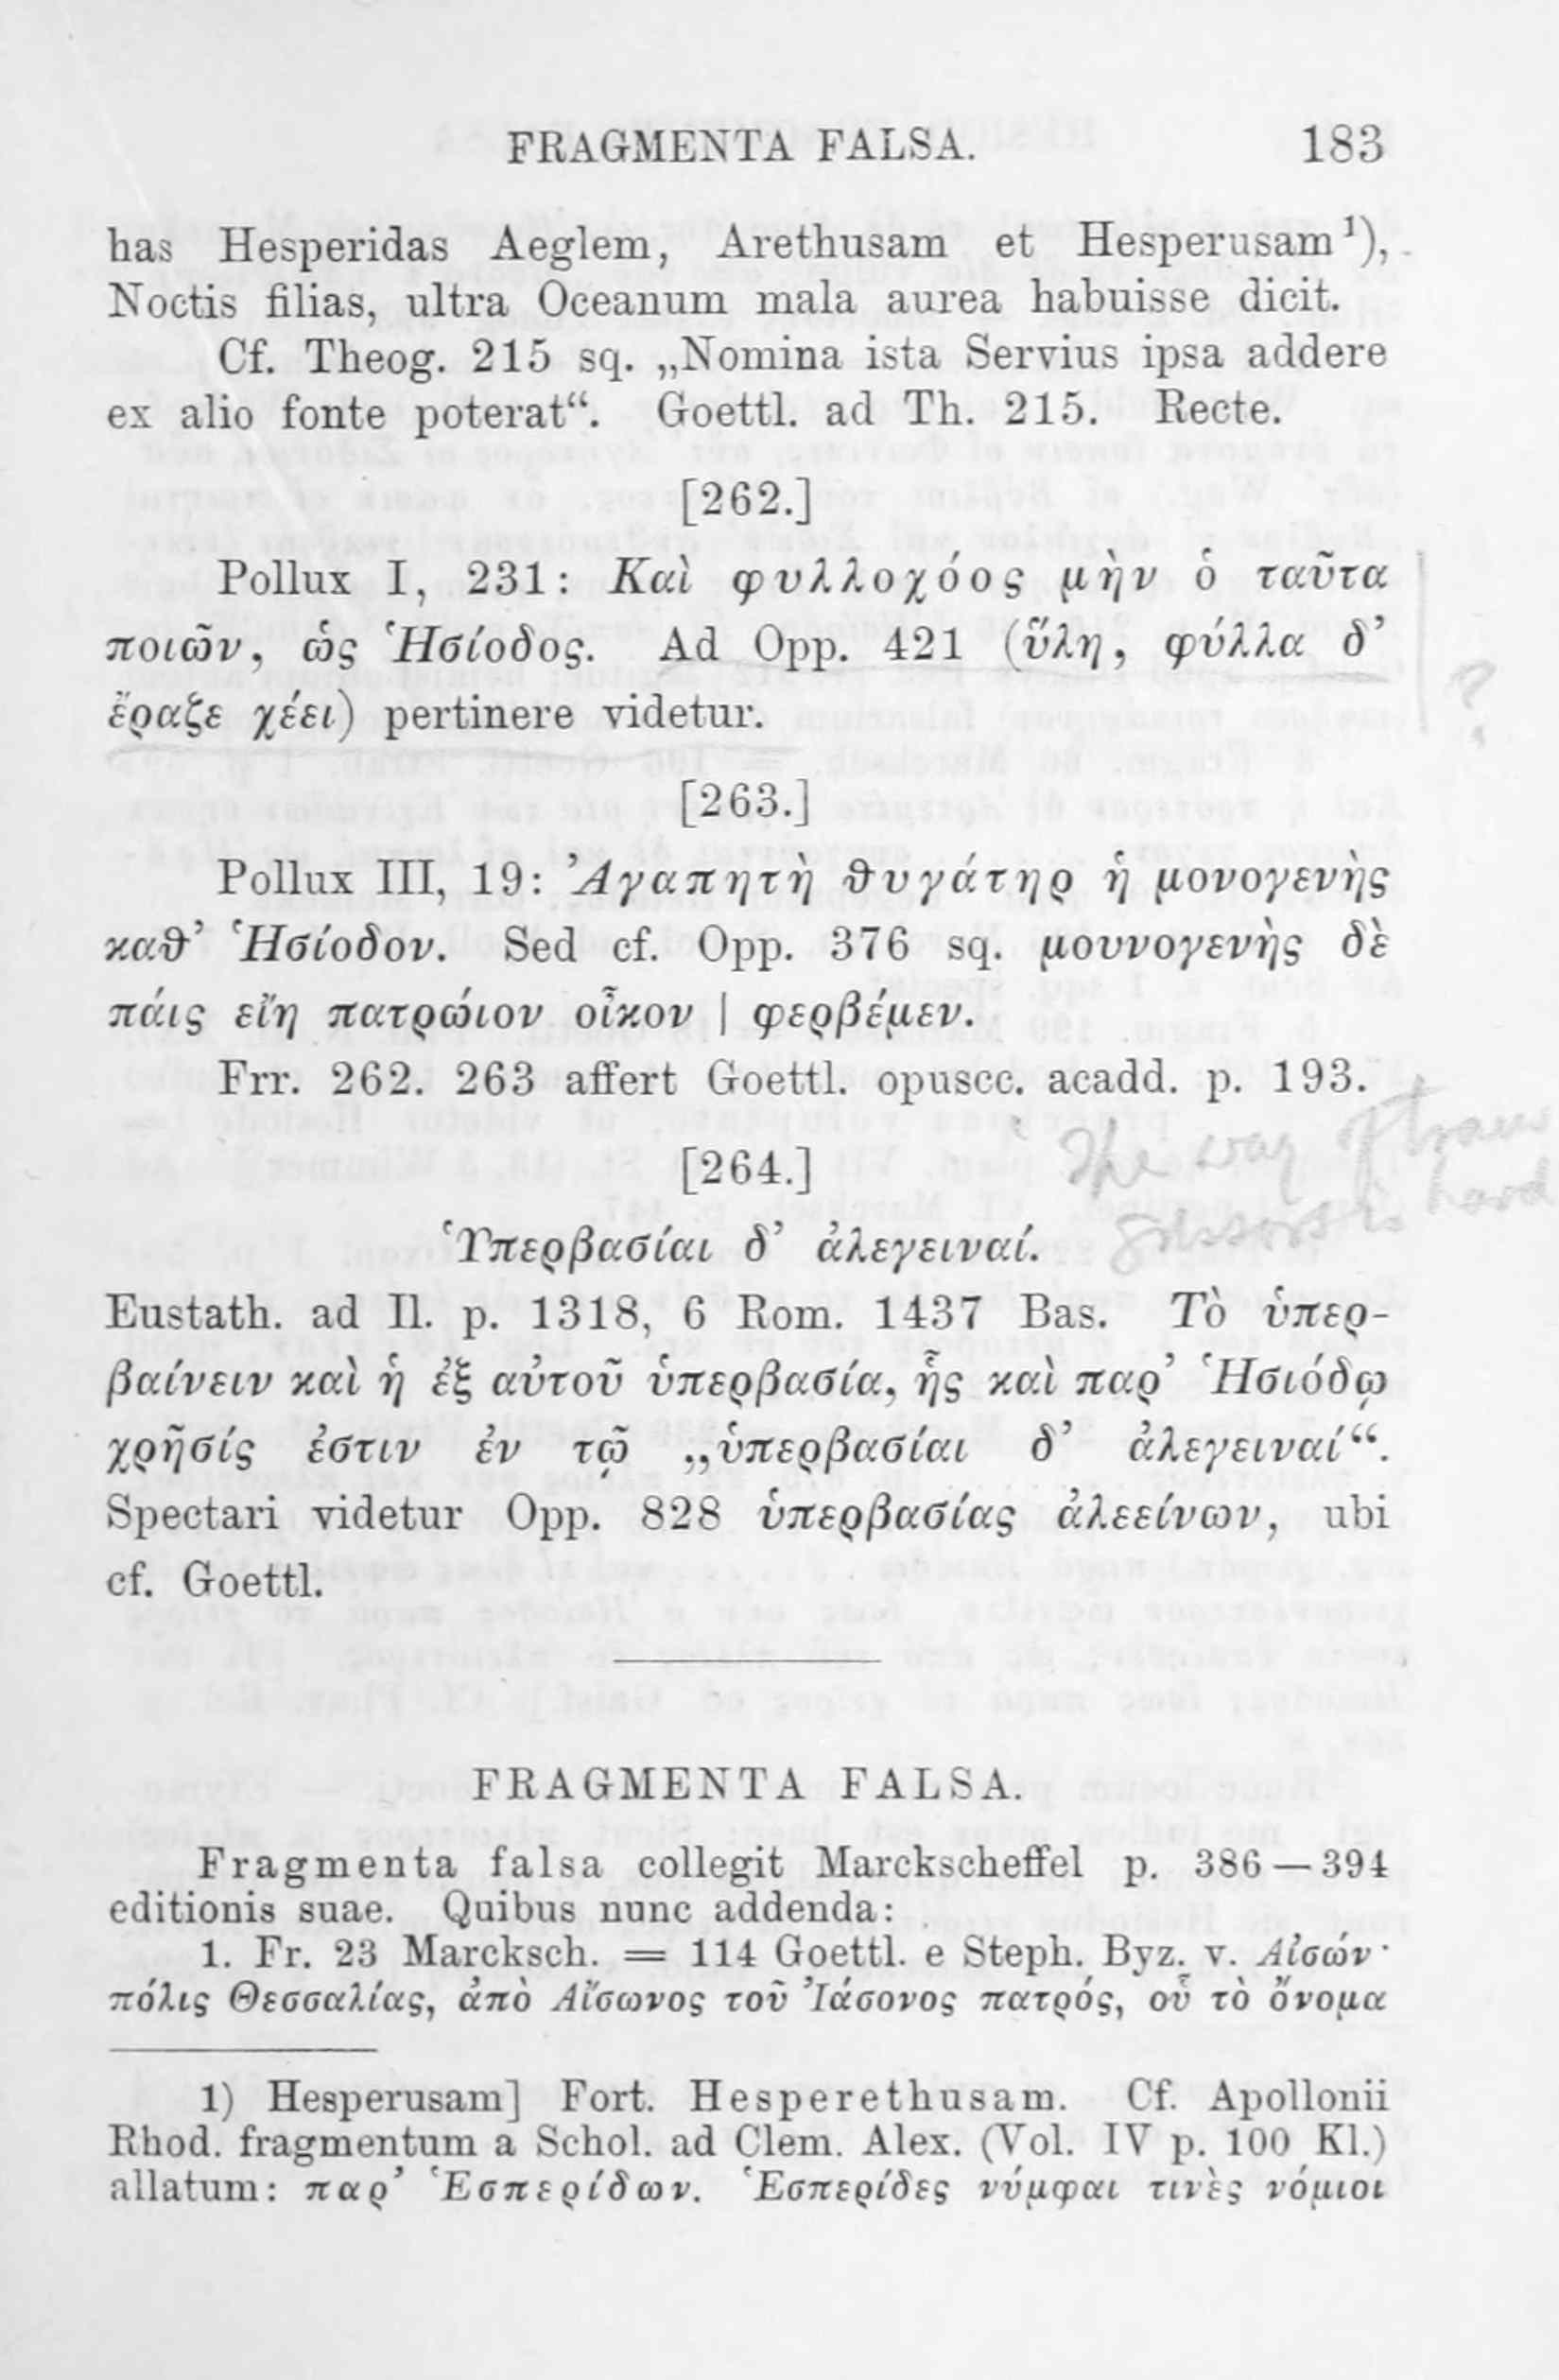 FRAGMENTA FALSA. 183
has Hesperidas Aeglem, Arethusam et Hesperusam¹),
Noctis filias, ultra Oceanum mala aurea habuisse dicit.
Cf. Theog. 215 sq. „Nomina ista Servius ipsa addere
ex alio fonte poterat“. Goettl. ad Th. 215. Recte.
[262.]
Pollux I, 231: Καὶ φυλλοχόος μὴν ὁ ταῦτα
ποιῶν, ὡς Ἡσίοδος. Ad Opp. 421 (ὕλη, φύλλα δ’
ἔραζε χέει) pertinere videtur.
?
[263.]
Pollux III, 19: Ἀγαπητὴ ϑυγάτηρ ἡ μονογενὴς
καϑ’ Ἡσίοδον. Sed cf. Opp. 376 sq. μουνογενὴς δὲ
πάις εἴη πατρώιον οἶκον | φερβέμεν.
Frr. 262. 263 affert Goettl. opuscc. acadd. p. 193.
The way of trans
gressors is hard
[264.]
Ὑπερβασίαι δ’ ἀλεγειναί.
Eustath. ad Il. p. 1318, 6 Rom. 1437 Bas. Τὸ ὑπερ-
βαίνειν καὶ ἡ ἐξ αὐτοῦ ὑπερβασία, ἧς καὶ παρ’ Ἡσιόδῳ
χρῆσίς ἐστιν ἐν τῷ „ὑπερβασίαι δ’ ἀλεγειναί“.
Spectari videtur Opp. 828 ὑπερβασίας ἀλεείνων, ubi
cf. Goettl.
FRAGMENTA FALSA.
Fragmenta falsa collegit Marckscheffel p. 386—394
editionis suae. Quibus nunc addenda:
1. Fr. 23 Marcksch. = 114 Goettl. e Steph. Byz. v. Αἰσών·
πόλις Θεσσαλίας, ἀπὸ Αἴσωνος τοῦ Ἰάσονος πατρός, οὗ τὸ ὄνομα
1) Hesperusam] Fort. Hesperethusam. Cf. Apollonii
Rhod. fragmentum a Schol. ad Clem. Alex. (Vol. IV p. 100 Kl.)
allatum: παρ’ Ἑσπερίδων. Ἑσπερίδες νύμφαι τινὲς νόμιοι